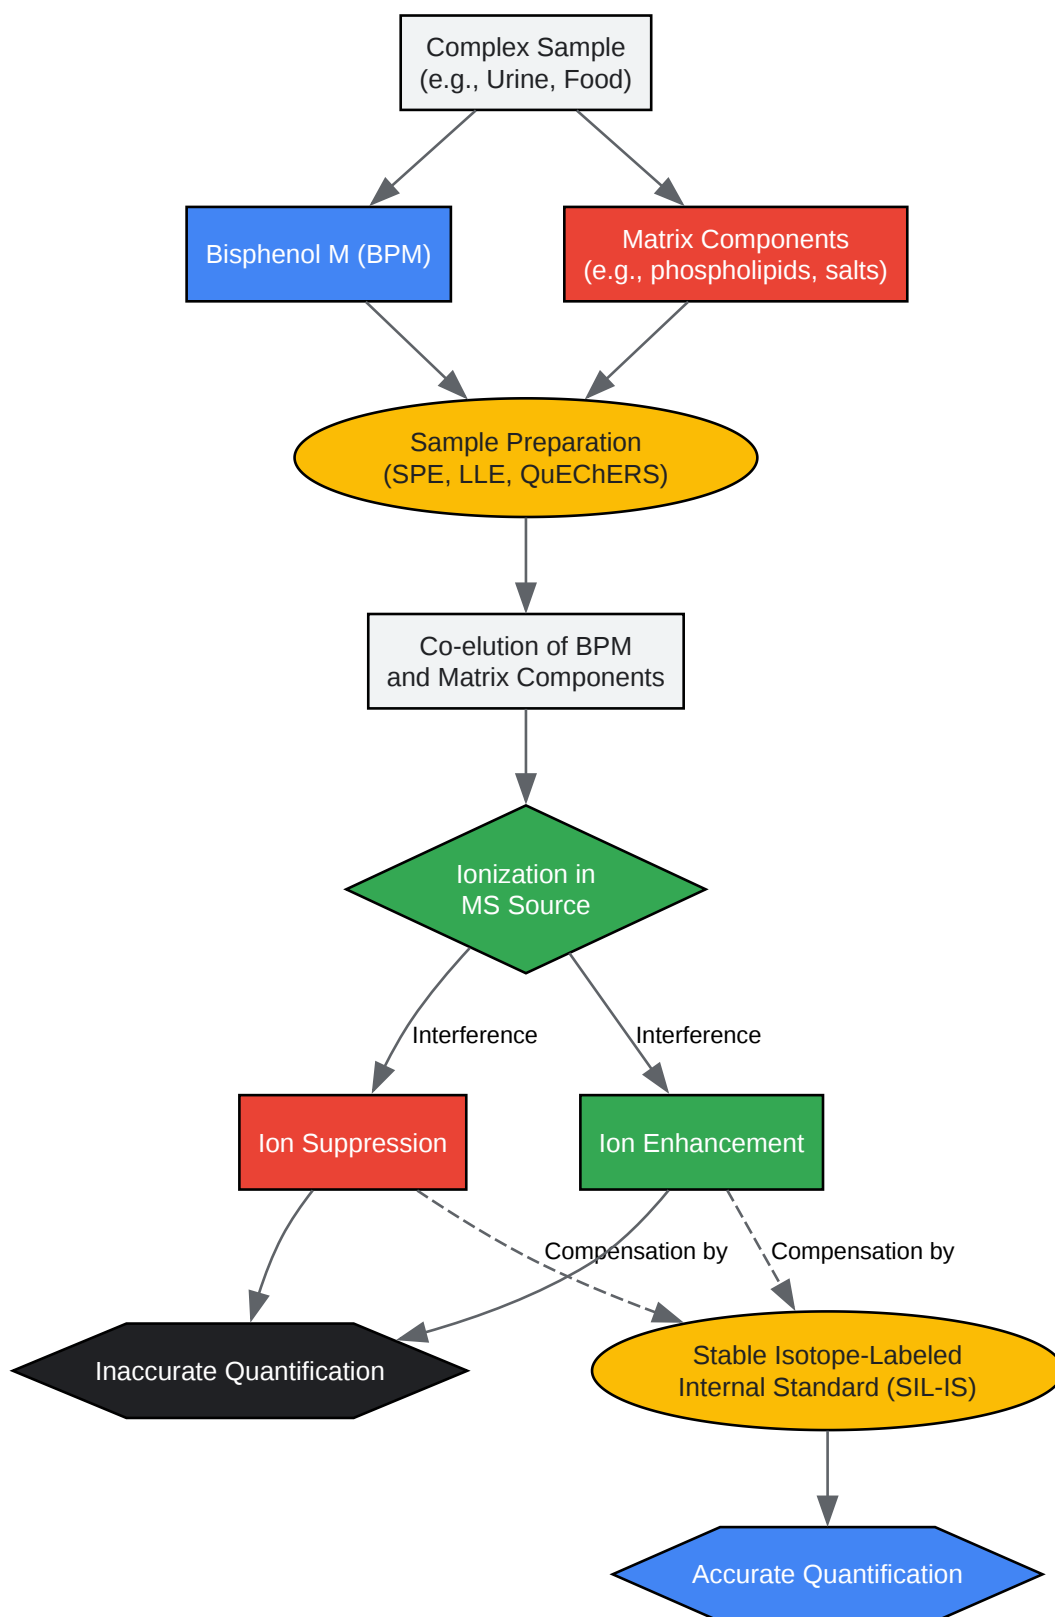 Complex Sample
(e.g., Urine, Food)
Bisphenol M (BPM)
Matrix Components
(e.g., phospholipids, salts)
Sample Preparation
(SPE, LLE, QuEChERS)
Co-elution of BPM
and Matrix Components
Ionization in
MS Source
Interference
Interference
Ion Suppression
Ion Enhancement
Compensation by
Compensation by
Inaccurate Quantification
Stable Isotope-Labeled
Internal Standard (SIL-IS)
Accurate Quantification